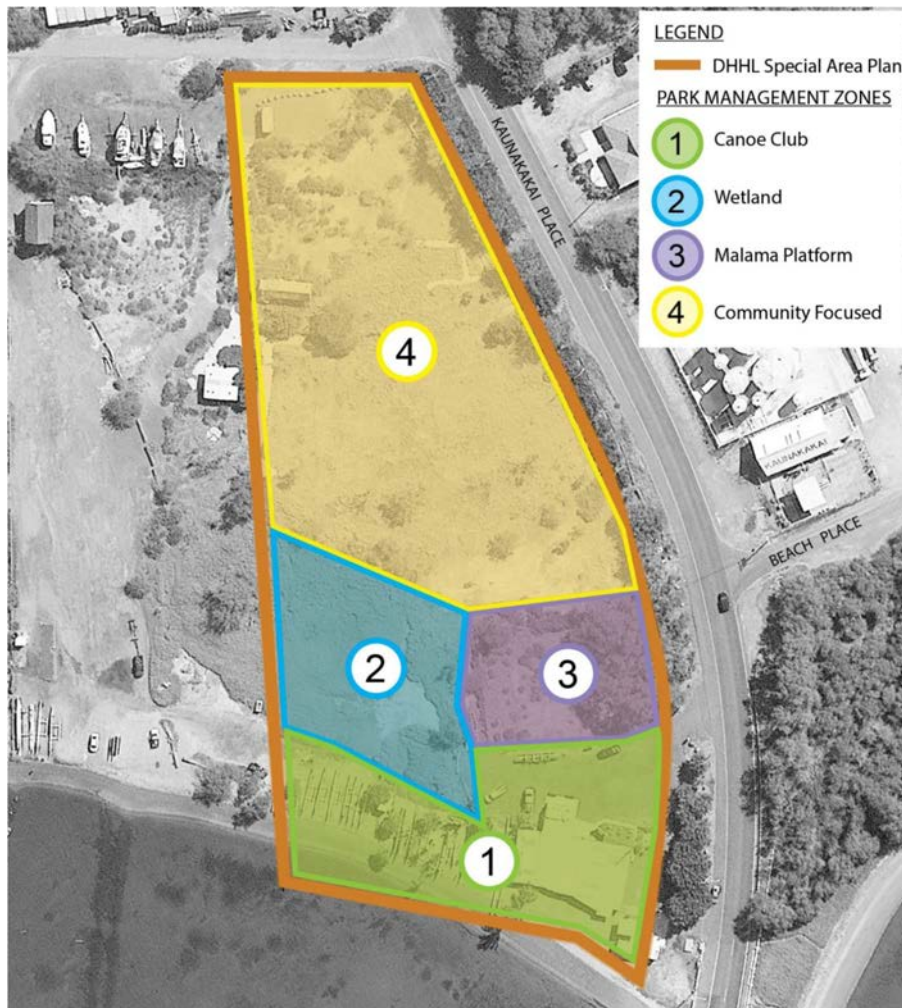 LEGEND
DHHL Special Area Plan
PARK MANAGEMENT ZONES
1 Canoe Club
2 Wetland
3 Malama Platform
4 Community Focused
KAUNAKAKAI PLACE
KAUNAKAKAI
BEACH PLACE
4
2
3
1